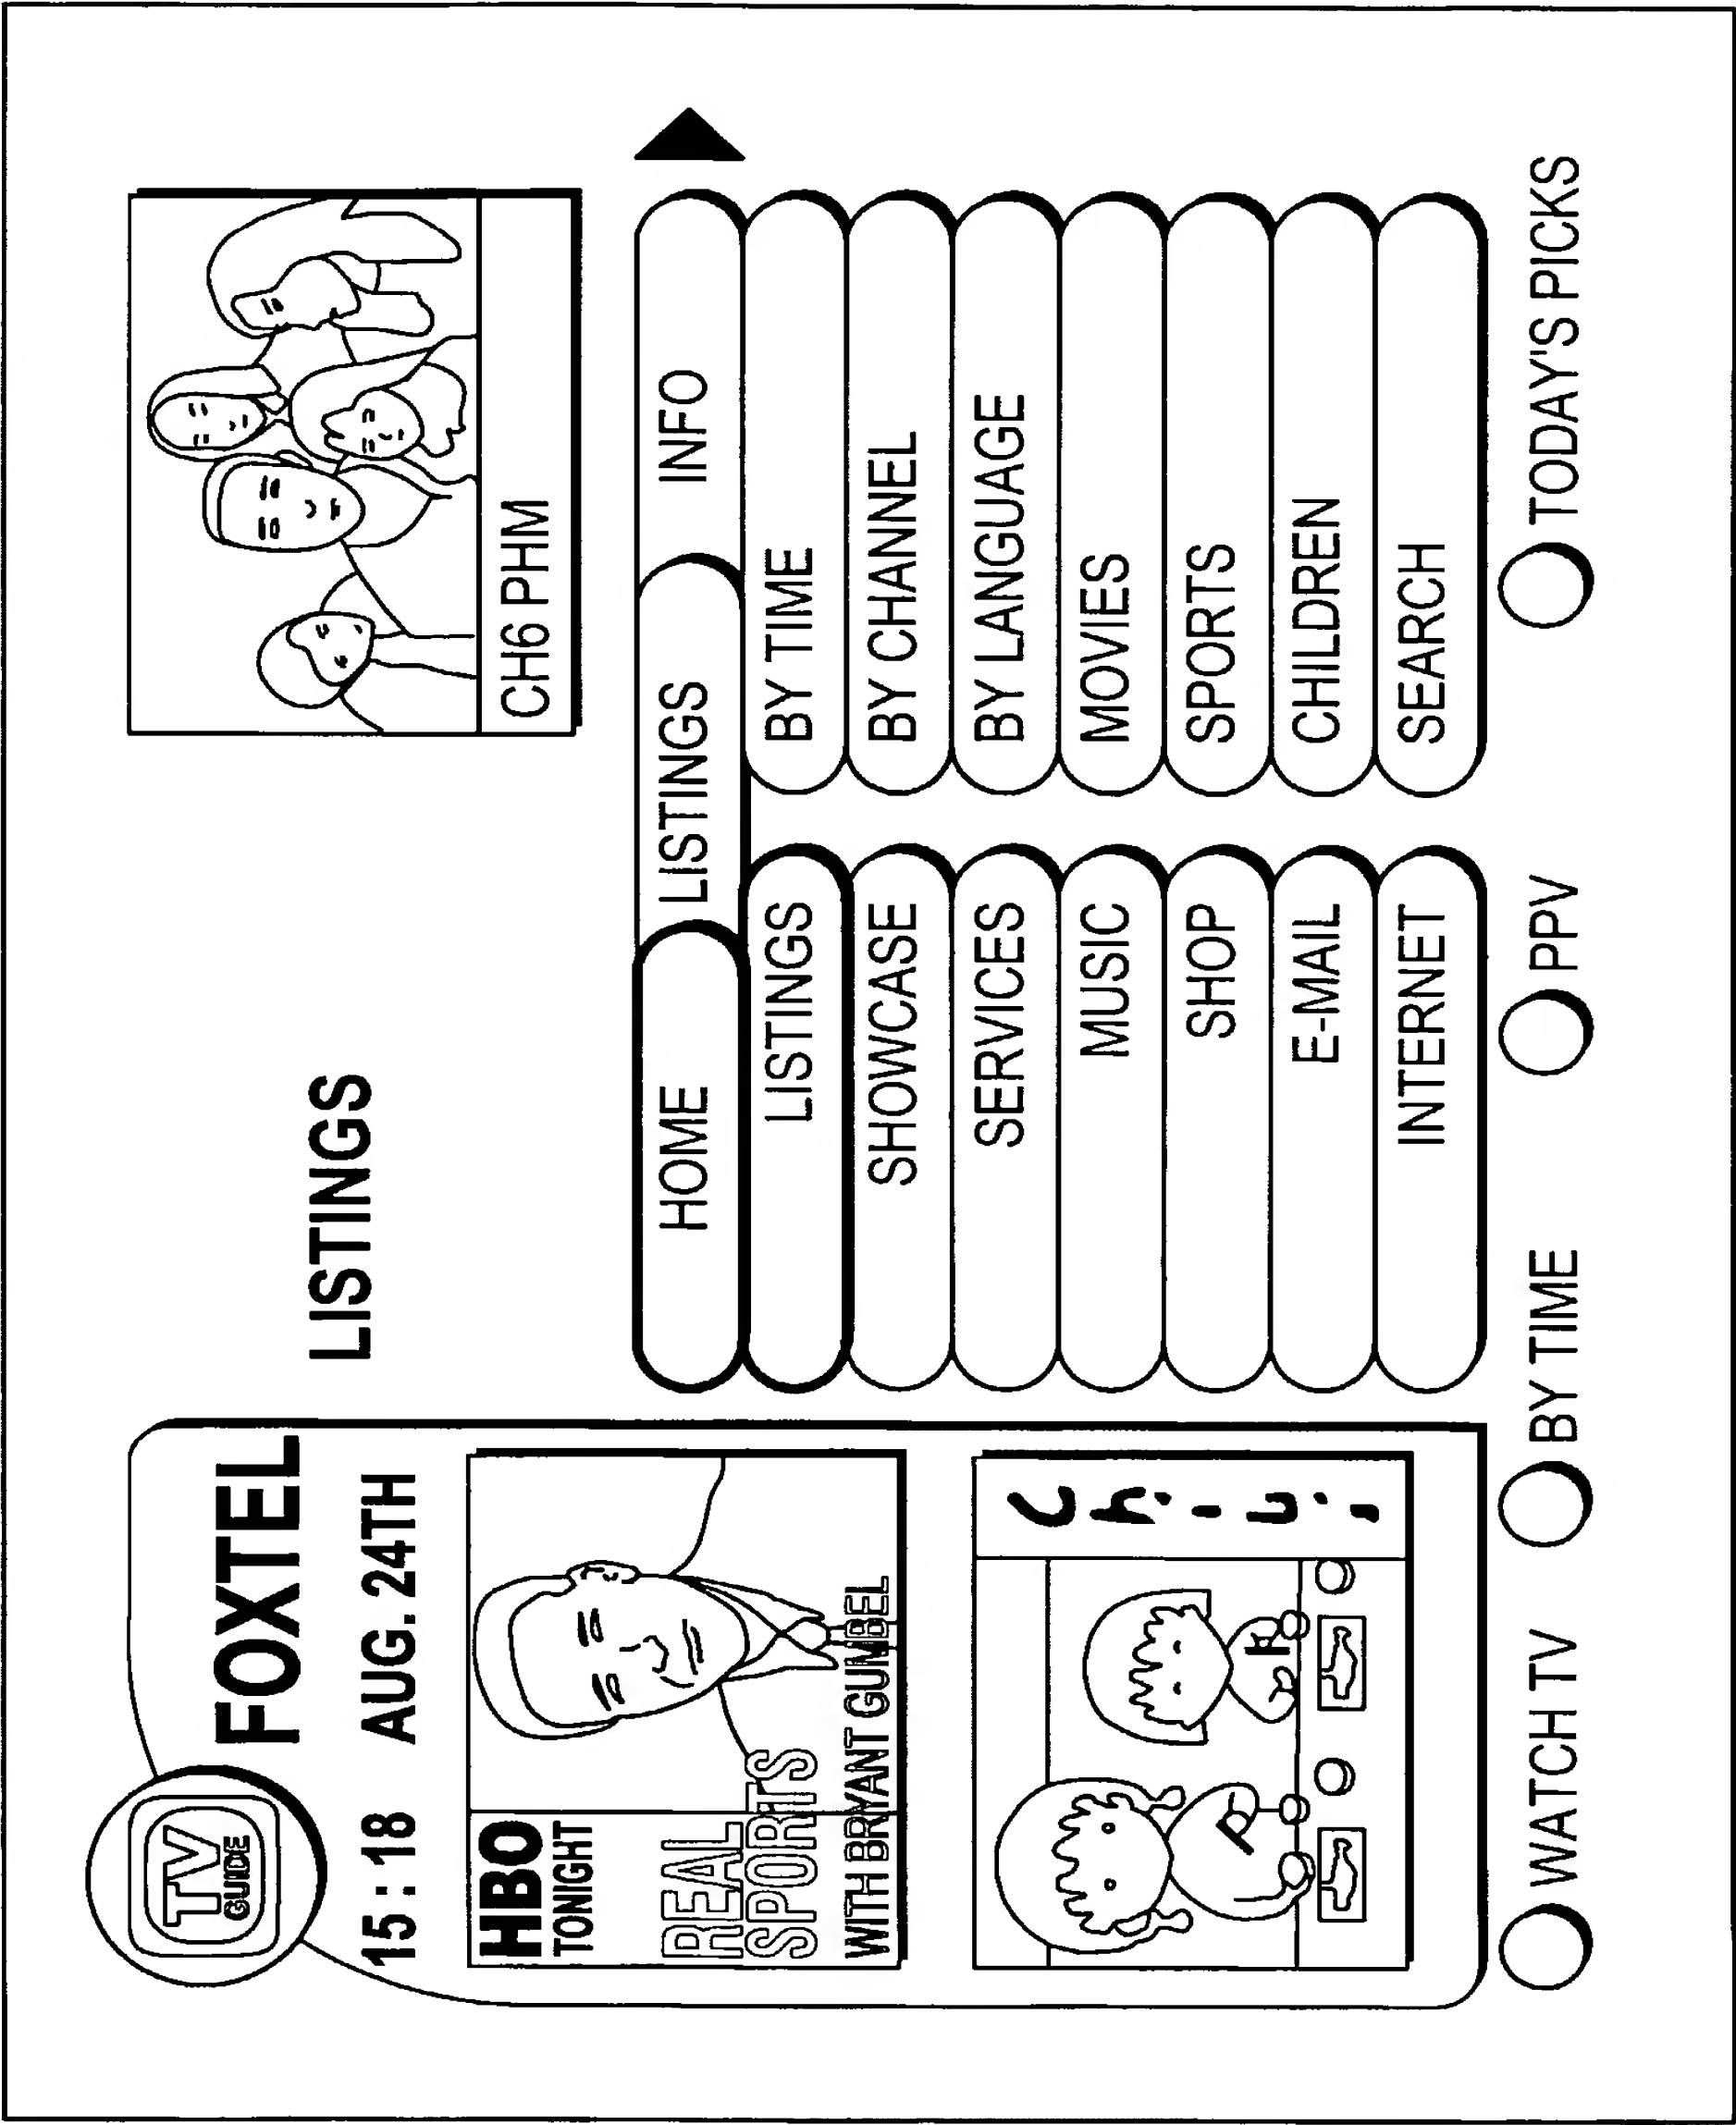 TV
GUIDE
FOXTEL
15 : 18 AUG. 24TH
LISTINGS
CH6 PHM
HBO
TONIGHT
REAL
SPORTS
WITH BRYANT GUMBEL
HOME LISTINGS INFO
LISTINGS BY TIME
SHOWCASE BY CHANNEL
SERVICES BY LANGUAGE
MUSIC MOVIES
SHOP SPORTS
E-MAIL CHILDREN
INTERNET SEARCH
WATCH TV BY TIME PPV TODAY'S PICKS